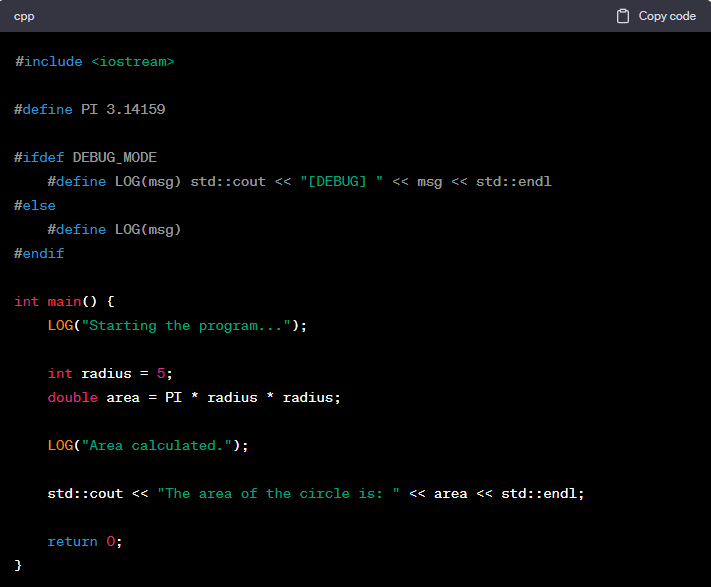 cpp
Copy code
#include <iostream>
#define PI 3.14159
#ifdef DEBUG_MODE
    #define LOG(msg) std::cout << "[DEBUG] " << msg << std::endl
#else
    #define LOG(msg)
#endif
int main() {
    LOG("Starting the program...");
    int radius = 5;
    double area = PI * radius * radius;
    LOG("Area calculated.");
    std::cout << "The area of the circle is: " << area << std::endl;
    return 0;
}